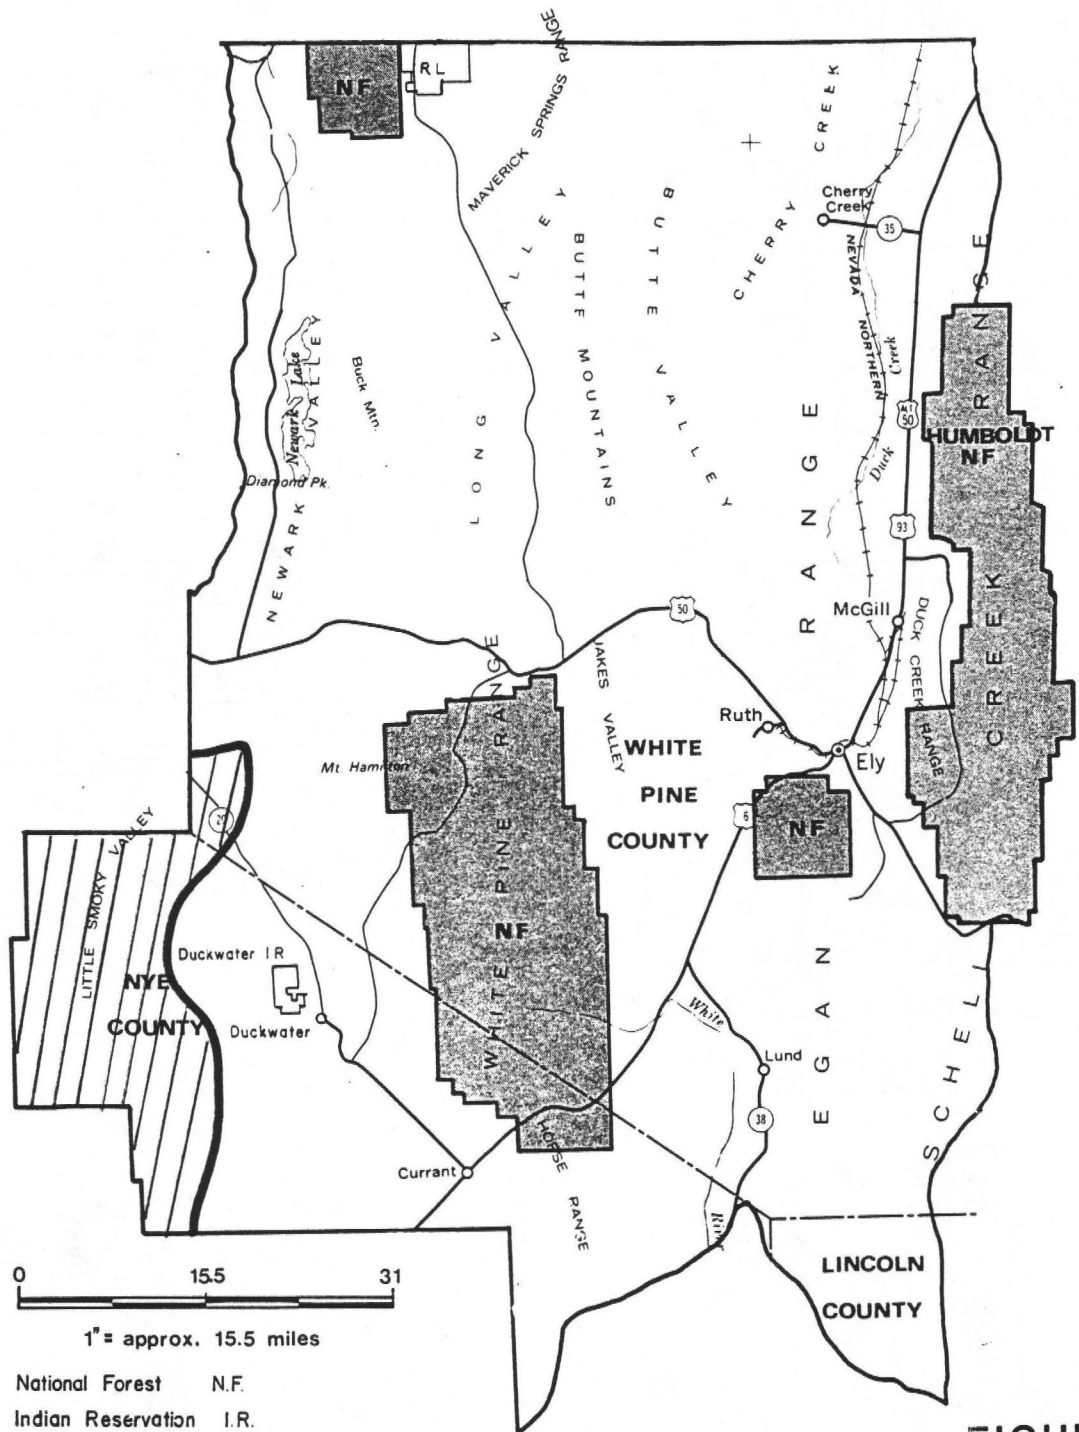 NF
RL
MAVERICK SPRINGS RANGE
CHERRY CREEK
Cherry
Creek
35
NEVADA NORTHERN
LONG VALLEY
BUTTE MOUNTAINS
BUTTE VALLEY
Newark Lake
NEWARK VALLEY
Buck Mtn.
Diamond Pk.
Duck Creek
ALT
50
HUMBOLDT
NF
93
McGill
DUCK CREEK RANGE
50
JAKES VALLEY
Ruth
Ely
Mt. Hamilton
WHITE
PINE
COUNTY
6
NF
WHITE PINE RANGE
NF
LITTLE SMOKY VALLEY
Duckwater IR
NYE
COUNTY
Duckwater
White River
Lund
38
EGAN RANGE
SCHELL CREEK RANGE
Currant
HORSE RANGE
LINCOLN
COUNTY
0 15.5 31
1"= approx. 15.5 miles
National Forest N.F.
Indian Reservation I.R.